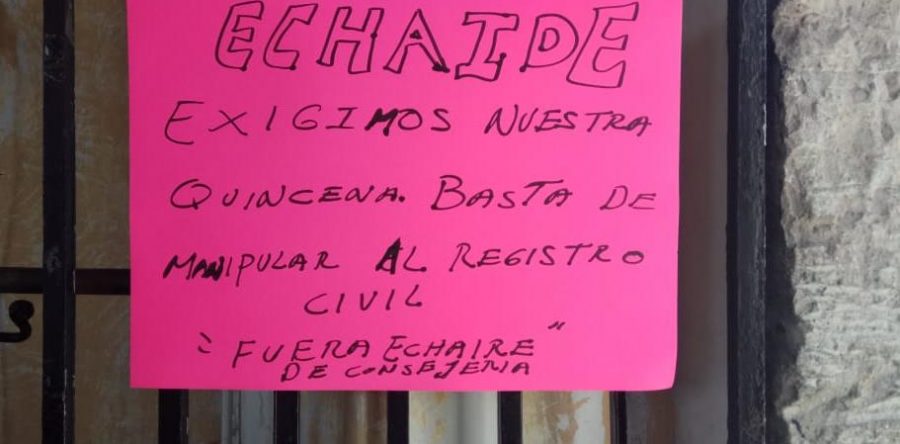 ECHAIDE
EXIGIMOS NUESTRA
QUINCENA. BASTA DE
MANIPULAR AL REGISTRO
CIVIL
"FUERA ECHAIRE"
DE CONSEJERIA